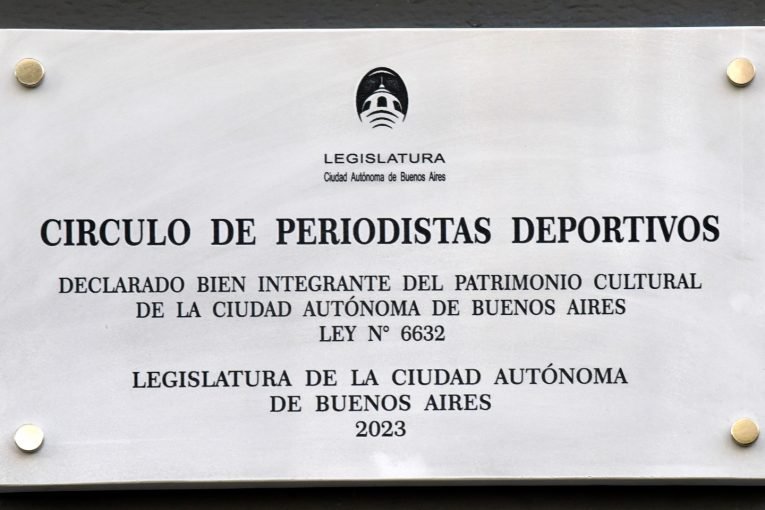 LEGISLATURA
Ciudad Autónoma de Buenos Aires
CIRCULO DE PERIODISTAS DEPORTIVOS
DECLARADO BIEN INTEGRANTE DEL PATRIMONIO CULTURAL
DE LA CIUDAD AUTÓNOMA DE BUENOS AIRES
LEY N° 6632
LEGISLATURA DE LA CIUDAD AUTÓNOMA
DE BUENOS AIRES
2023